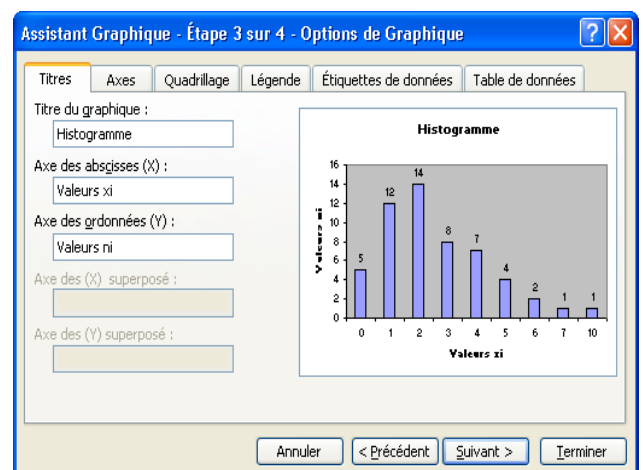 Assistant Graphique - Étape 3 sur 4 - Options de Graphique
Titres Axes Quadrillage Légende Étiquettes de données Table de données
Titre du graphique :
Histogramme
Axe des abscisses (X) :
Valeurs xi
Axe des ordonnées (Y) :
Valeurs ni
Axe des (X) superposé :
Axe des (Y) superposé :
Histogramme
Valeurs ni
16
14
12
10
8
6
4
2
0
5 12 14 8 7 4 2 1 1
0 1 2 3 4 5 6 7 10
Valeurs xi
Annuler < Précédent Suivant > Terminer